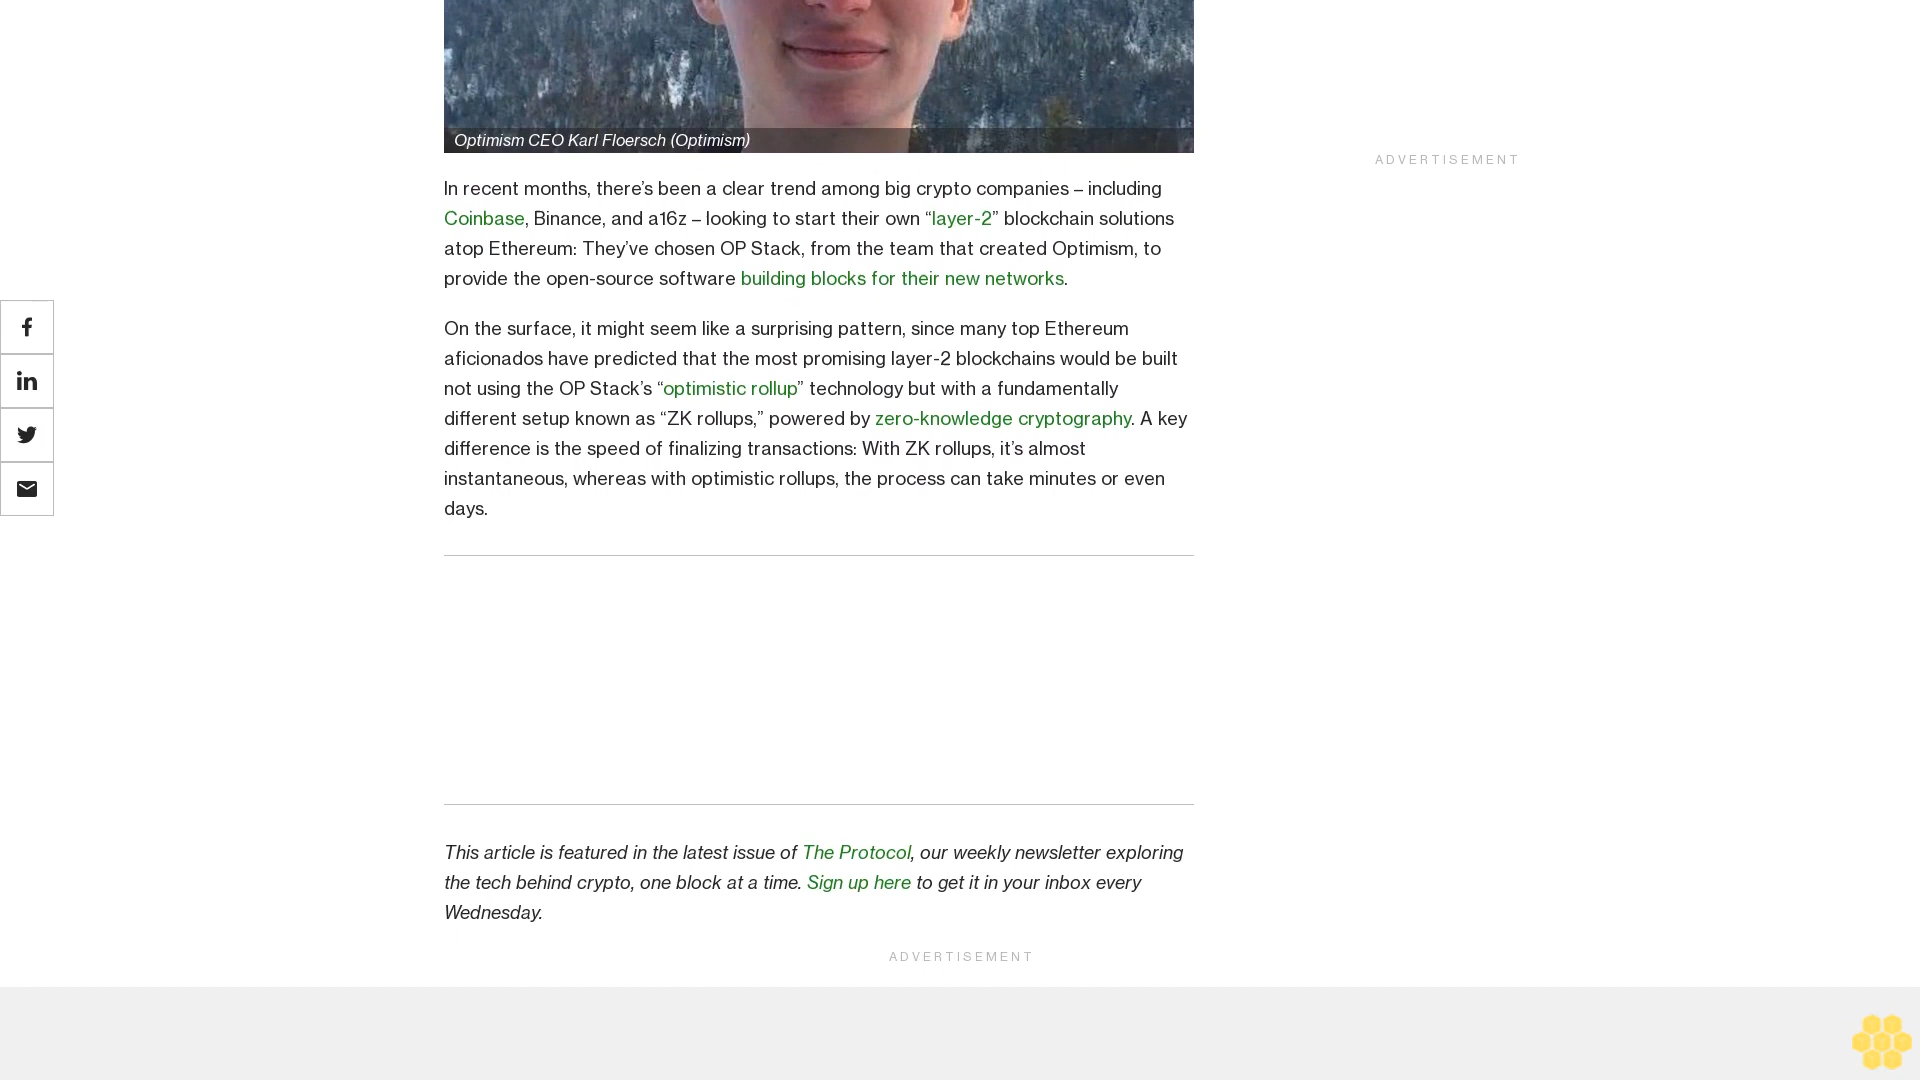 Optimism CEO Karl Floersch (Optimism)
ADVERTISEMENT
In recent months, there’s been a clear trend among big crypto companies – including
Coinbase, Binance, and a16z – looking to start their own “layer-2” blockchain solutions
atop Ethereum: They’ve chosen OP Stack, from the team that created Optimism, to
provide the open-source software building blocks for their new networks.
On the surface, it might seem like a surprising pattern, since many top Ethereum
aficionados have predicted that the most promising layer-2 blockchains would be built
not using the OP Stack’s “optimistic rollup” technology but with a fundamentally
different setup known as “ZK rollups,” powered by zero-knowledge cryptography. A key
difference is the speed of finalizing transactions: With ZK rollups, it’s almost
instantaneous, whereas with optimistic rollups, the process can take minutes or even
days.
This article is featured in the latest issue of The Protocol, our weekly newsletter exploring
the tech behind crypto, one block at a time. Sign up here to get it in your inbox every
Wednesday.
ADVERTISEMENT